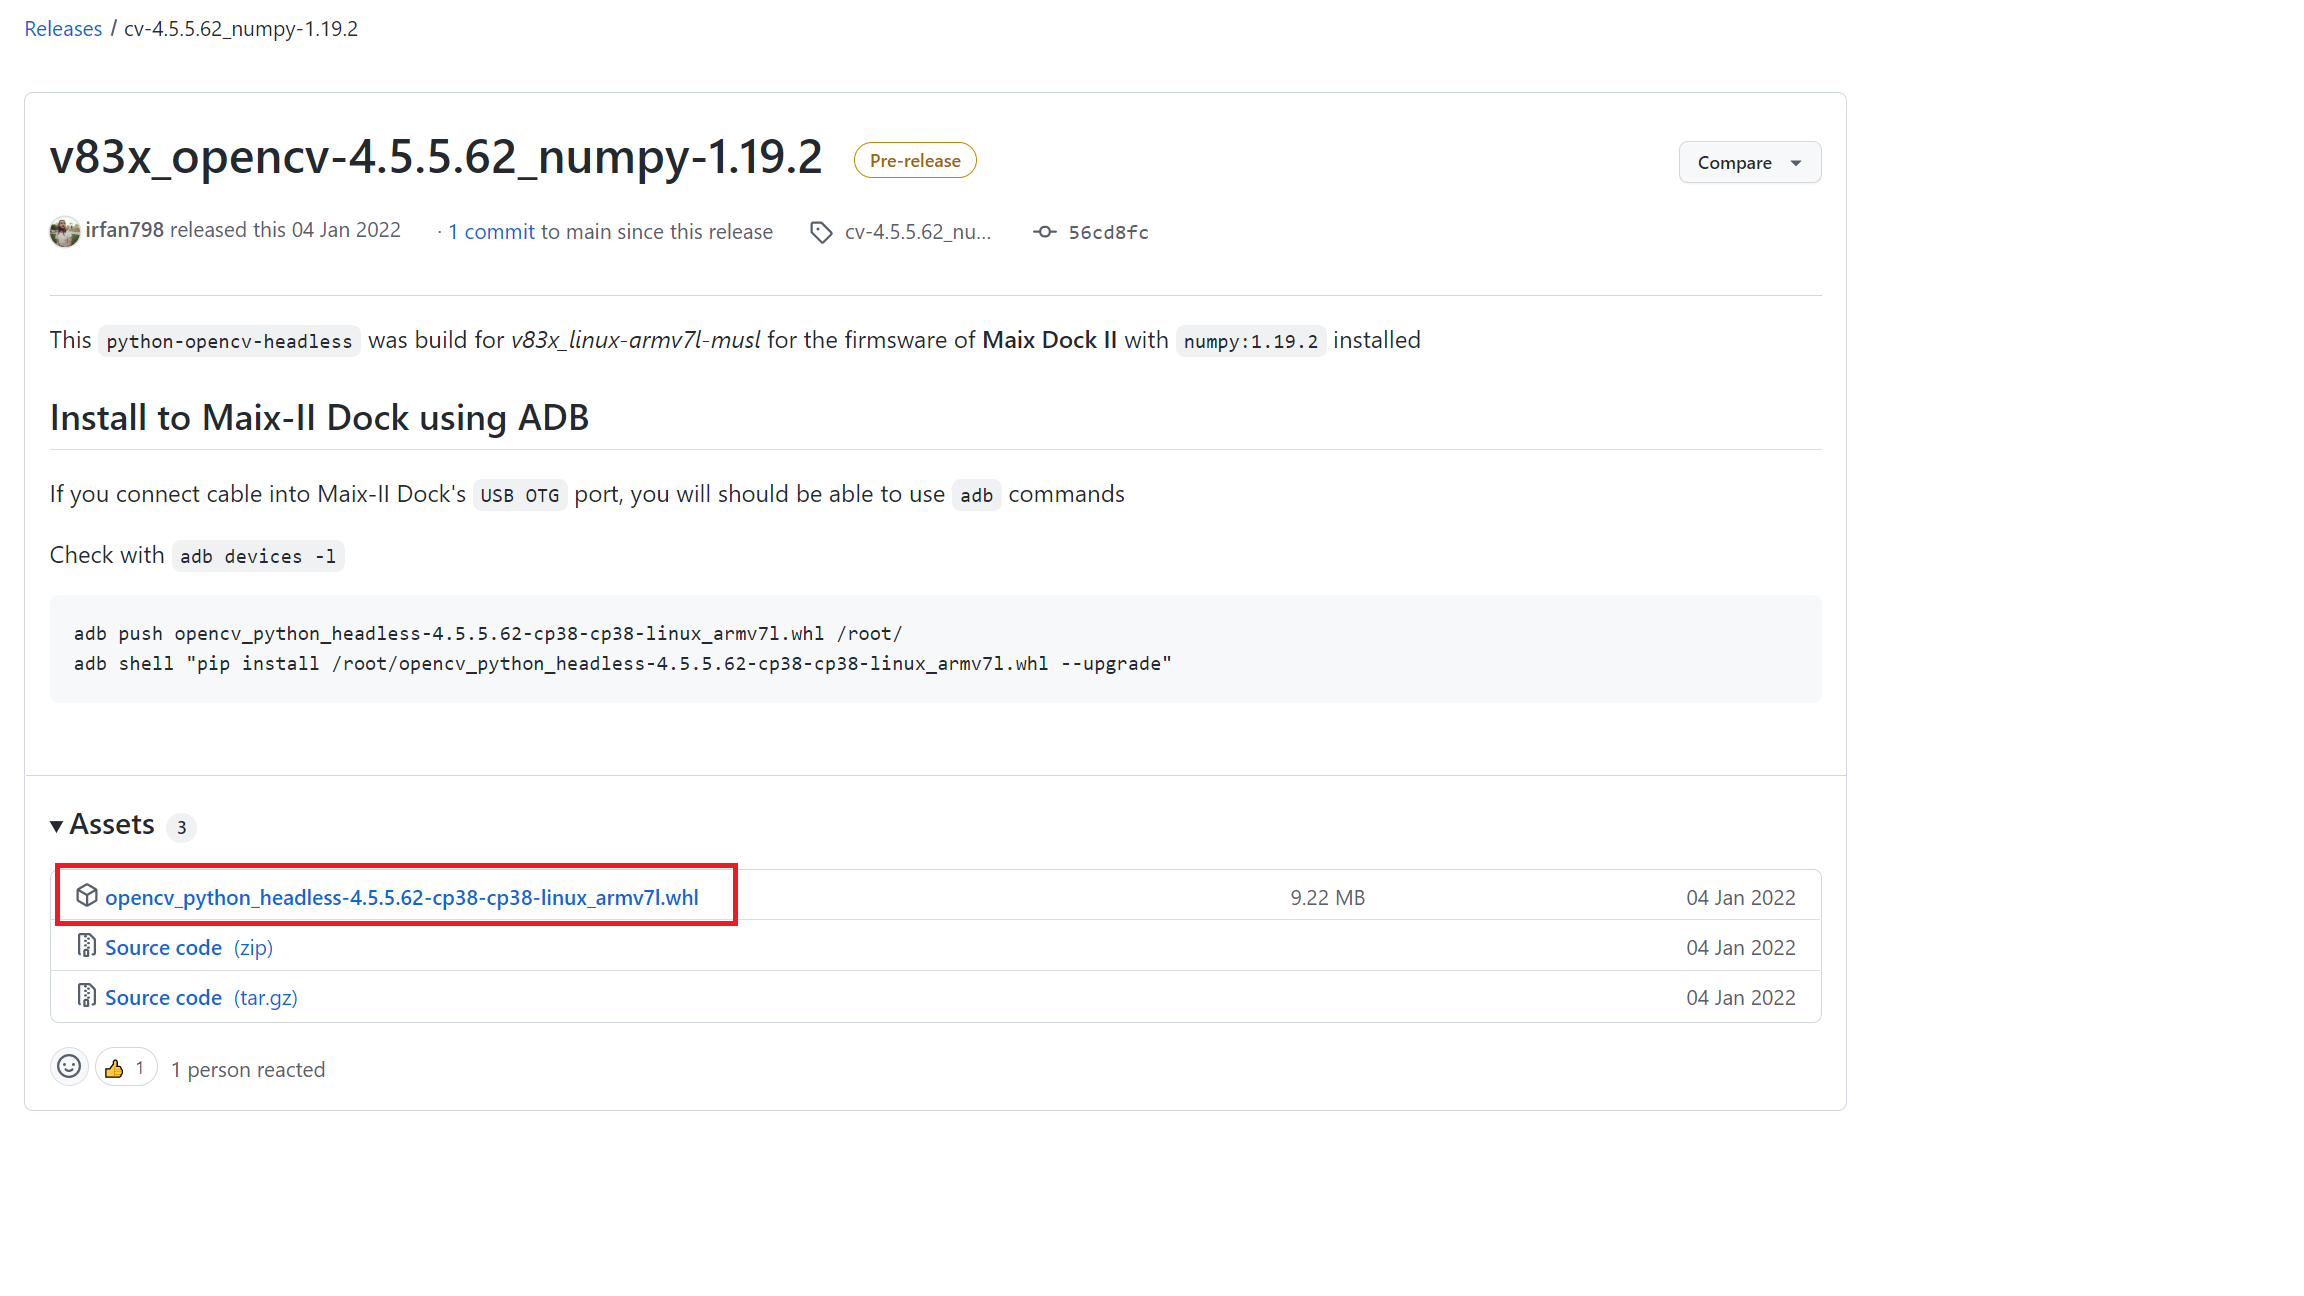 Releases / cv-4.5.5.62_numpy-1.19.2
v83x_opencv-4.5.5.62_numpy-1.19.2 Pre-release Compare
irfan798 released this 04 Jan 2022 · 1 commit to main since this release cv-4.5.5.62_nu... 56cd8fc
This python-opencv-headless was build for v83x_linux-armv7l-musl for the firmsware of Maix Dock II with numpy:1.19.2 installed
Install to Maix-II Dock using ADB
If you connect cable into Maix-II Dock's USB OTG port, you will should be able to use adb commands
Check with adb devices -l
adb push opencv_python_headless-4.5.5.62-cp38-cp38-linux_armv7l.whl /root/
adb shell "pip install /root/opencv_python_headless-4.5.5.62-cp38-cp38-linux_armv7l.whl --upgrade"
Assets 3
opencv_python_headless-4.5.5.62-cp38-cp38-linux_armv7l.whl 9.22 MB 04 Jan 2022
Source code (zip) 04 Jan 2022
Source code (tar.gz) 04 Jan 2022
1 1 person reacted